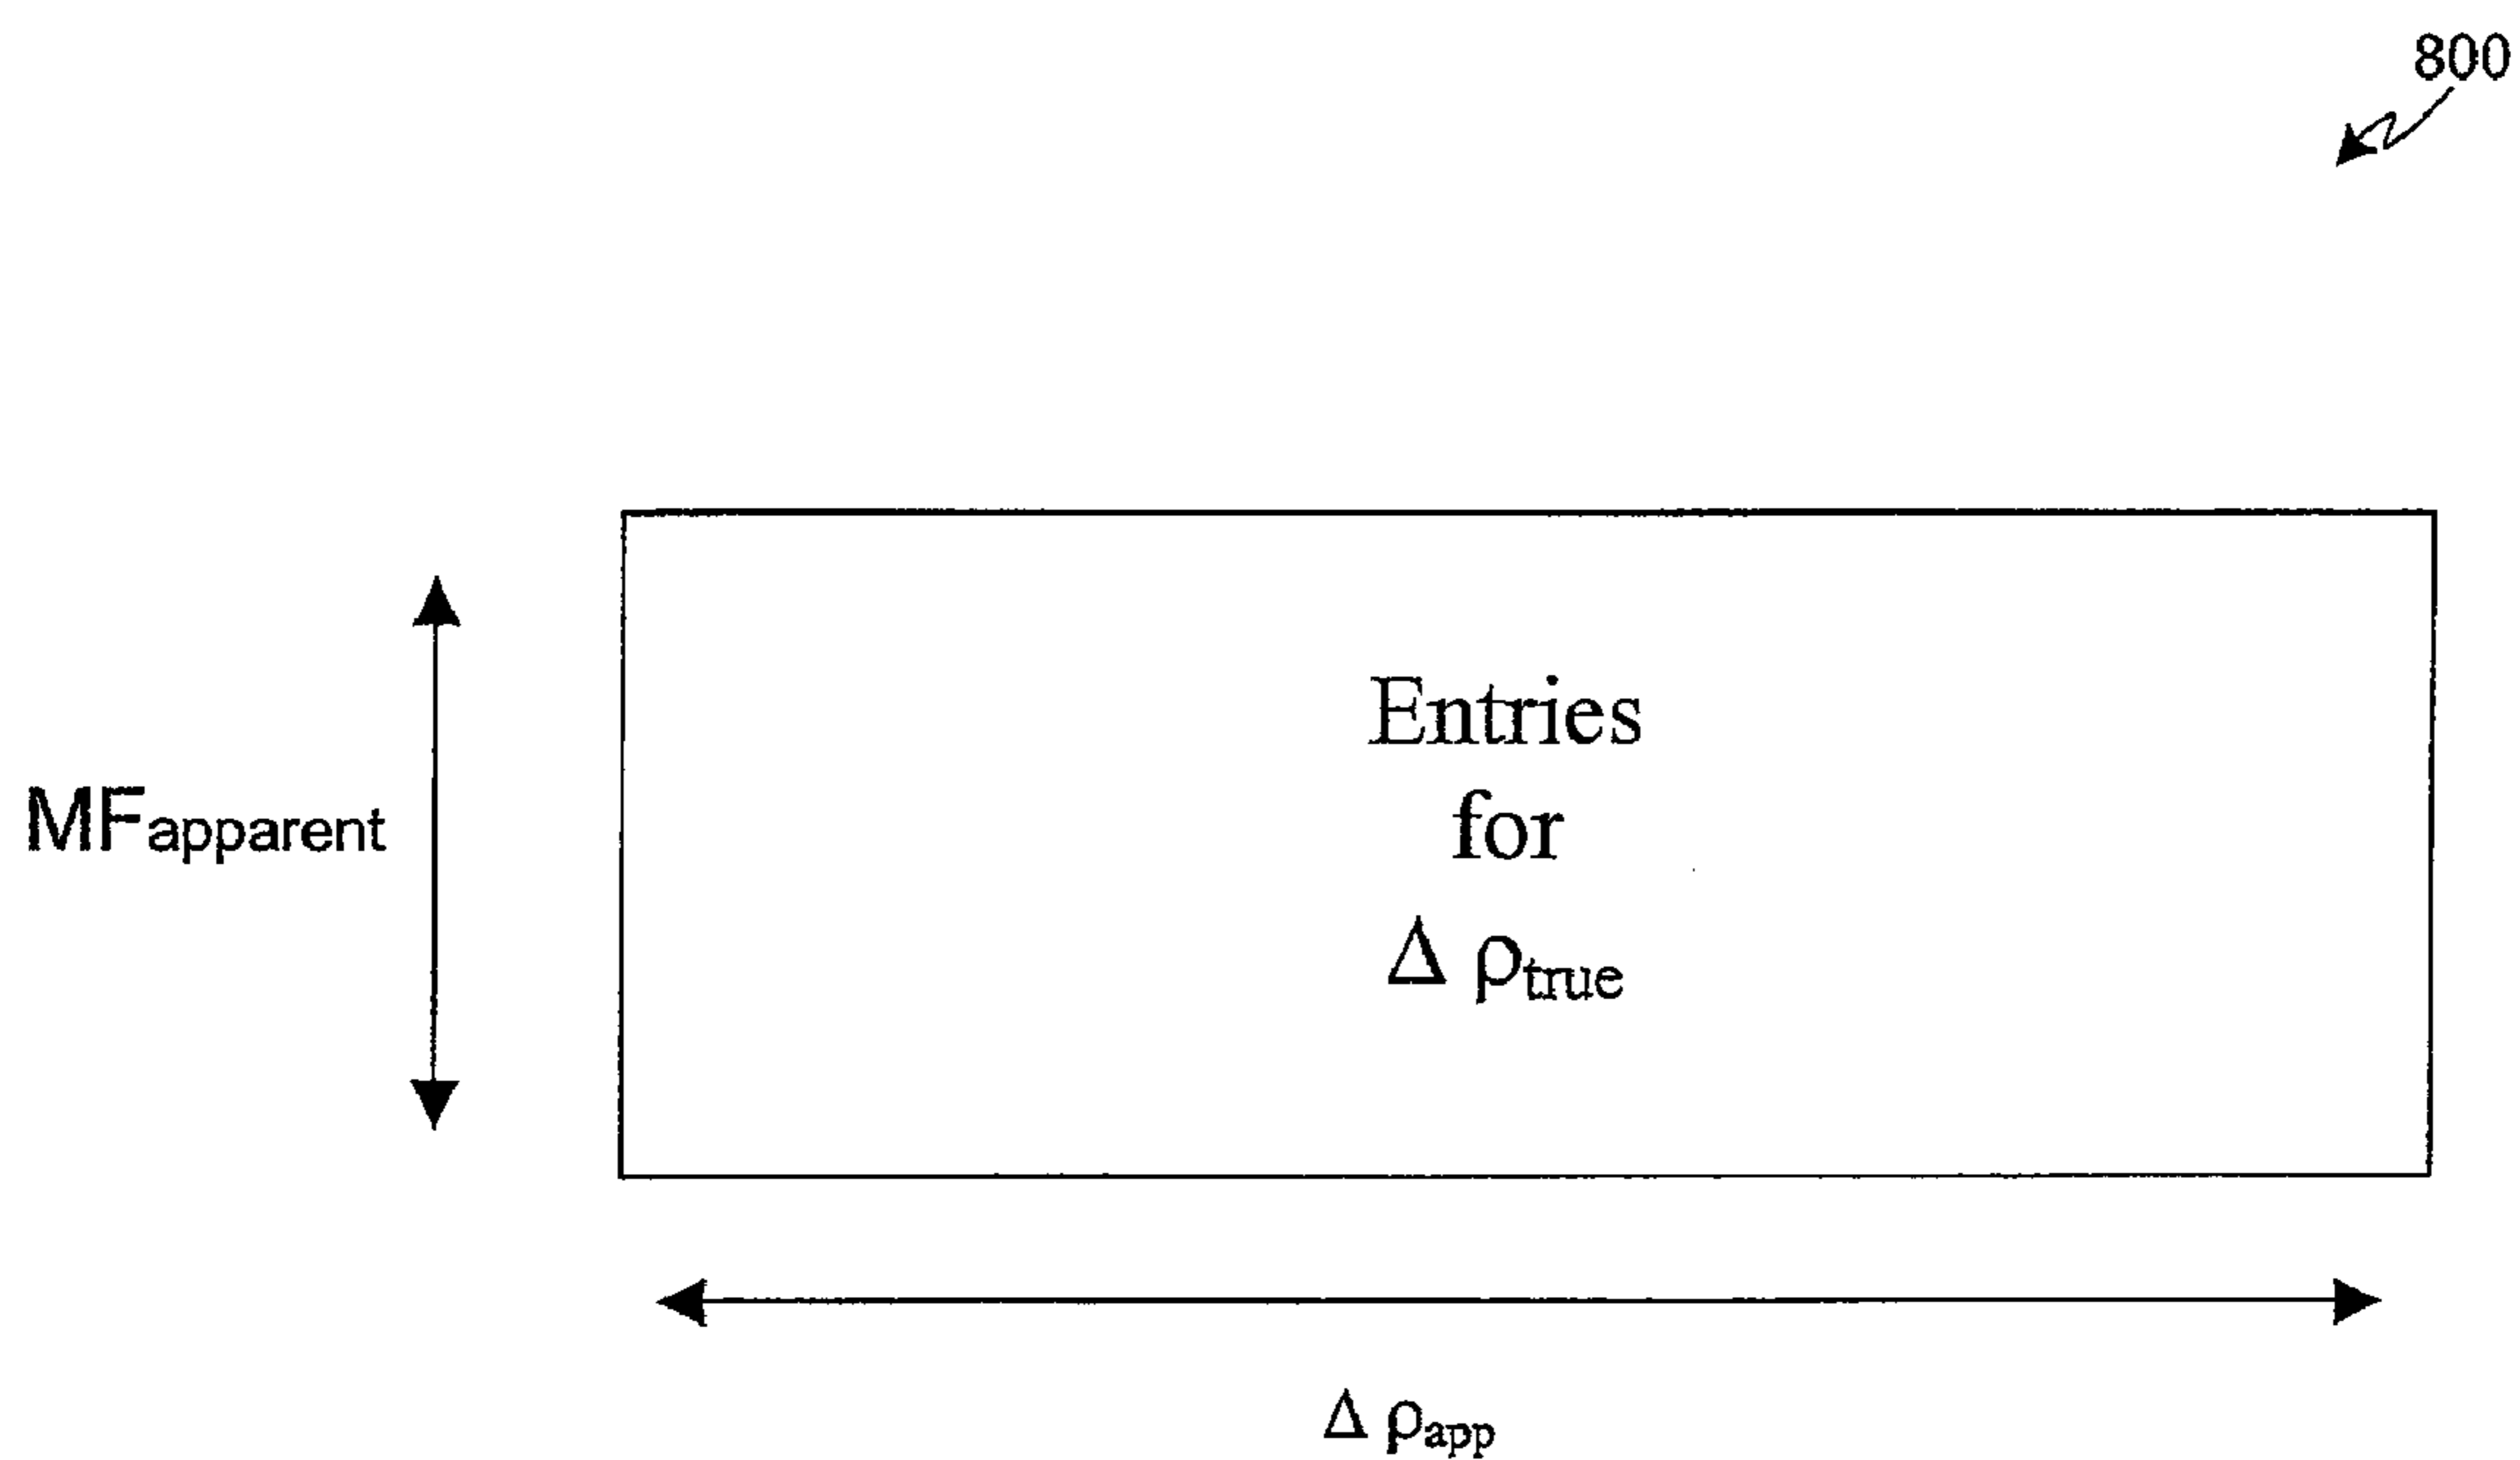 800
Entries
for
Δ ρtrue
MFapparent
Δ ρapp